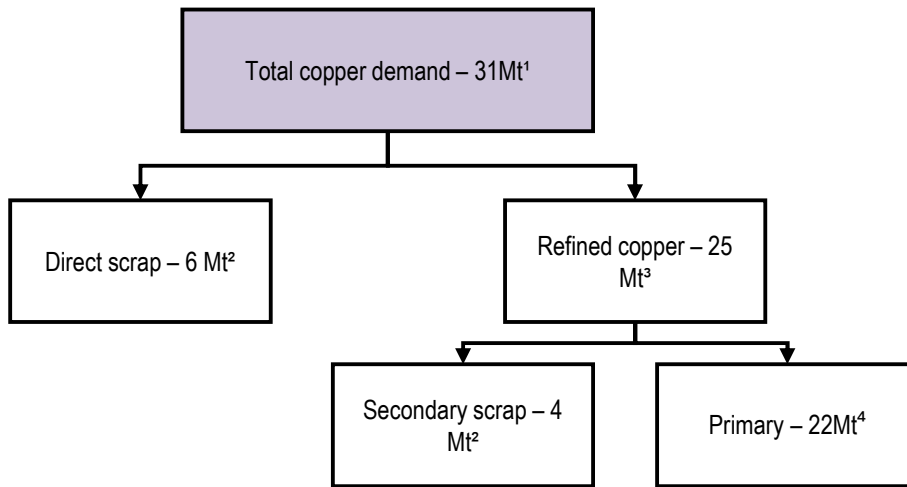 Total copper demand – 31Mt¹
Direct scrap – 6 Mt²
Refined copper – 25
Mt³
Secondary scrap – 4
Mt²
Primary – 22Mt⁴